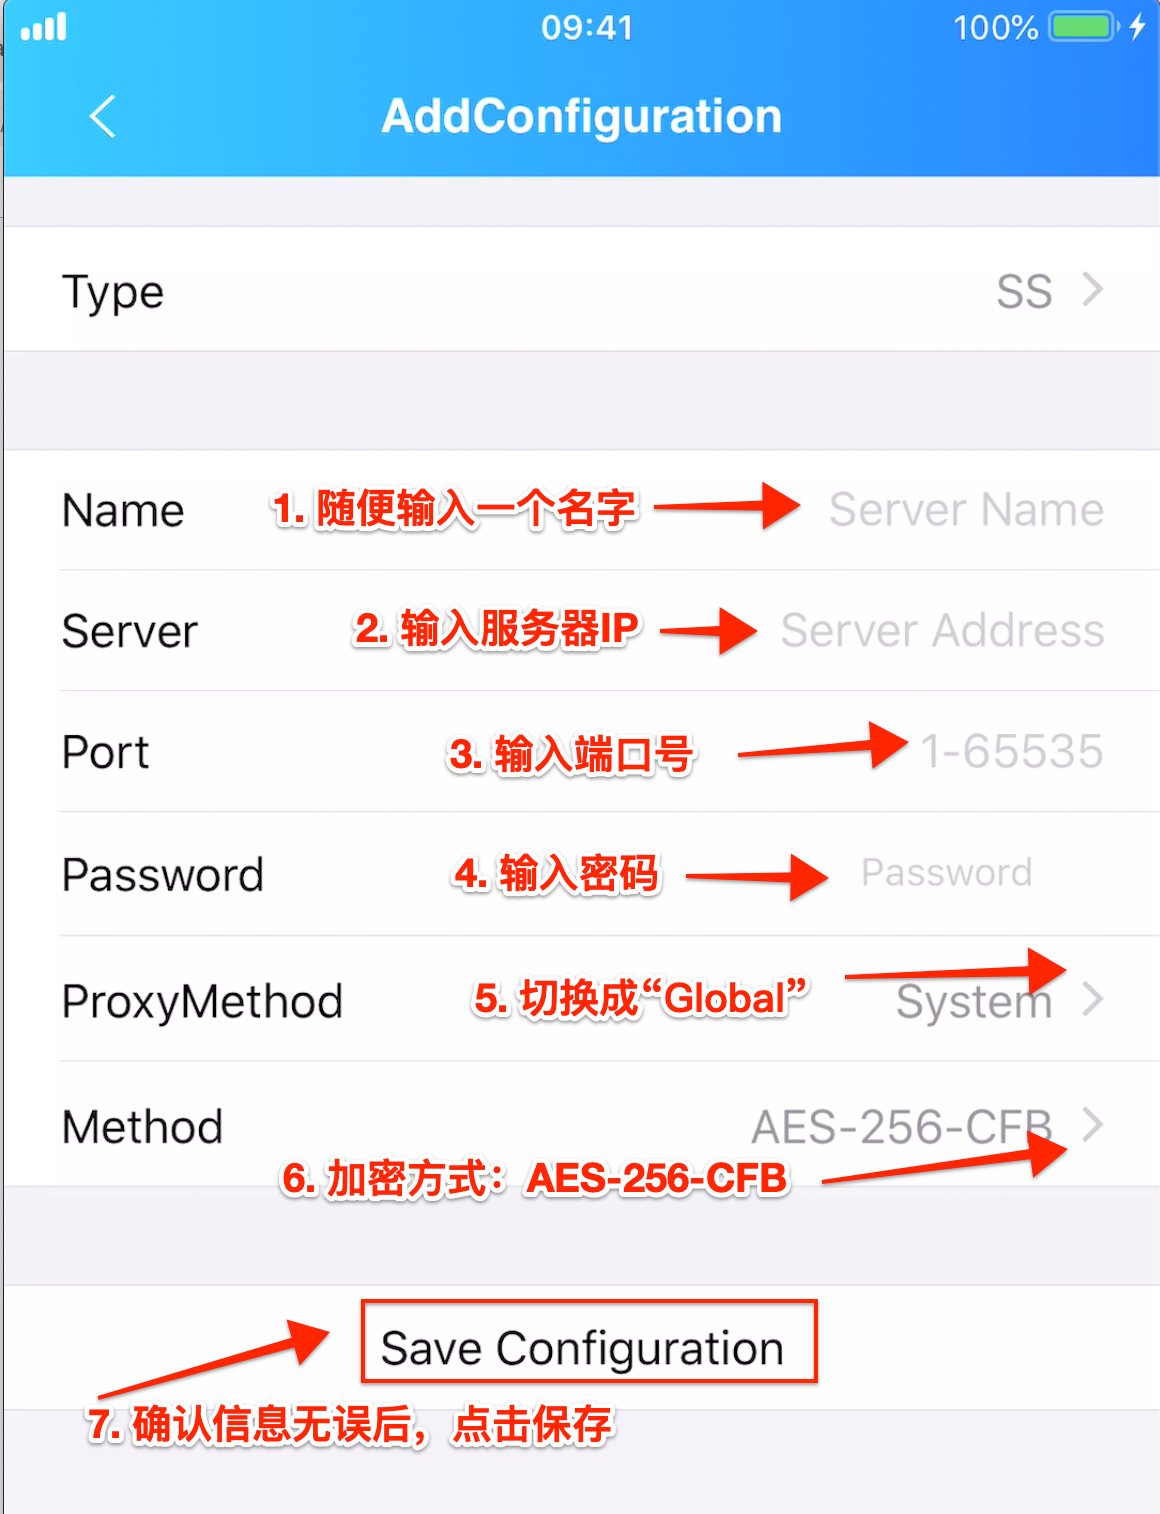 09:41
100%
AddConfiguration
Type SS
Name 1. 随便输入一个名字 Server Name
Server 2. 输入服务器IP Server Address
Port 3. 输入端口号 1-65535
Password 4. 输入密码 Password
ProxyMethod 5. 切换成“Global” System
Method AES-256-CFB
6. 加密方式：AES-256-CFB
Save Configuration
7. 确认信息无误后，点击保存